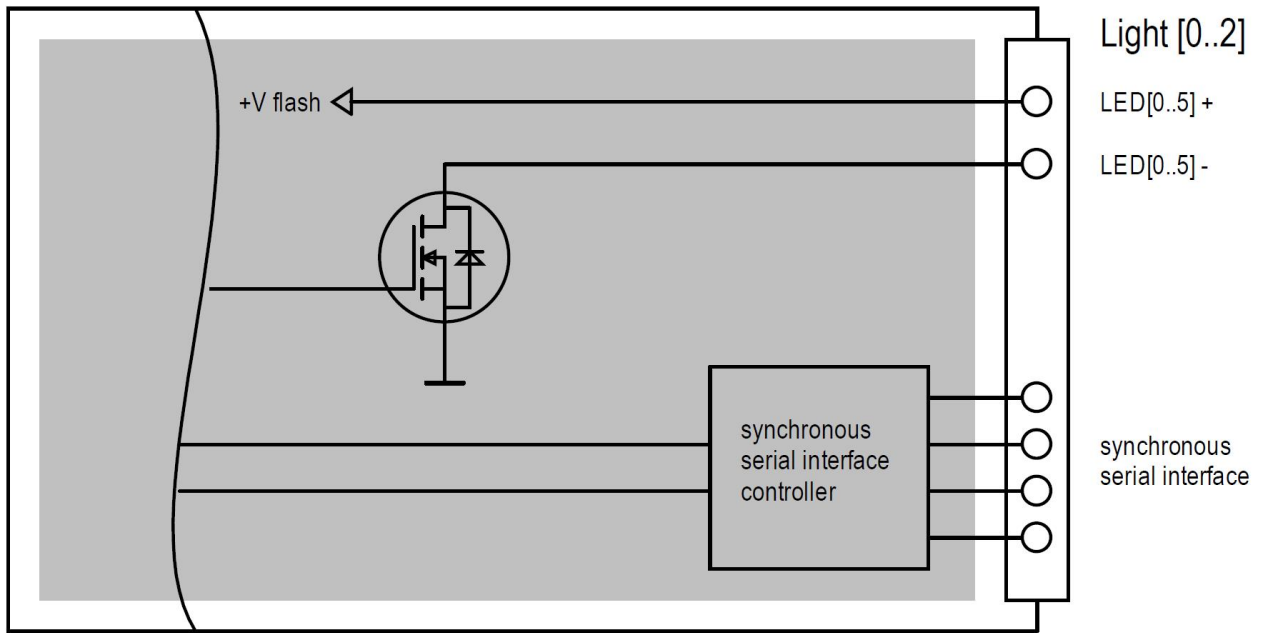 Light [0..2]
+V flash
LED[0..5] +
LED[0..5] -
synchronous
serial interface
controller
synchronous
serial interface